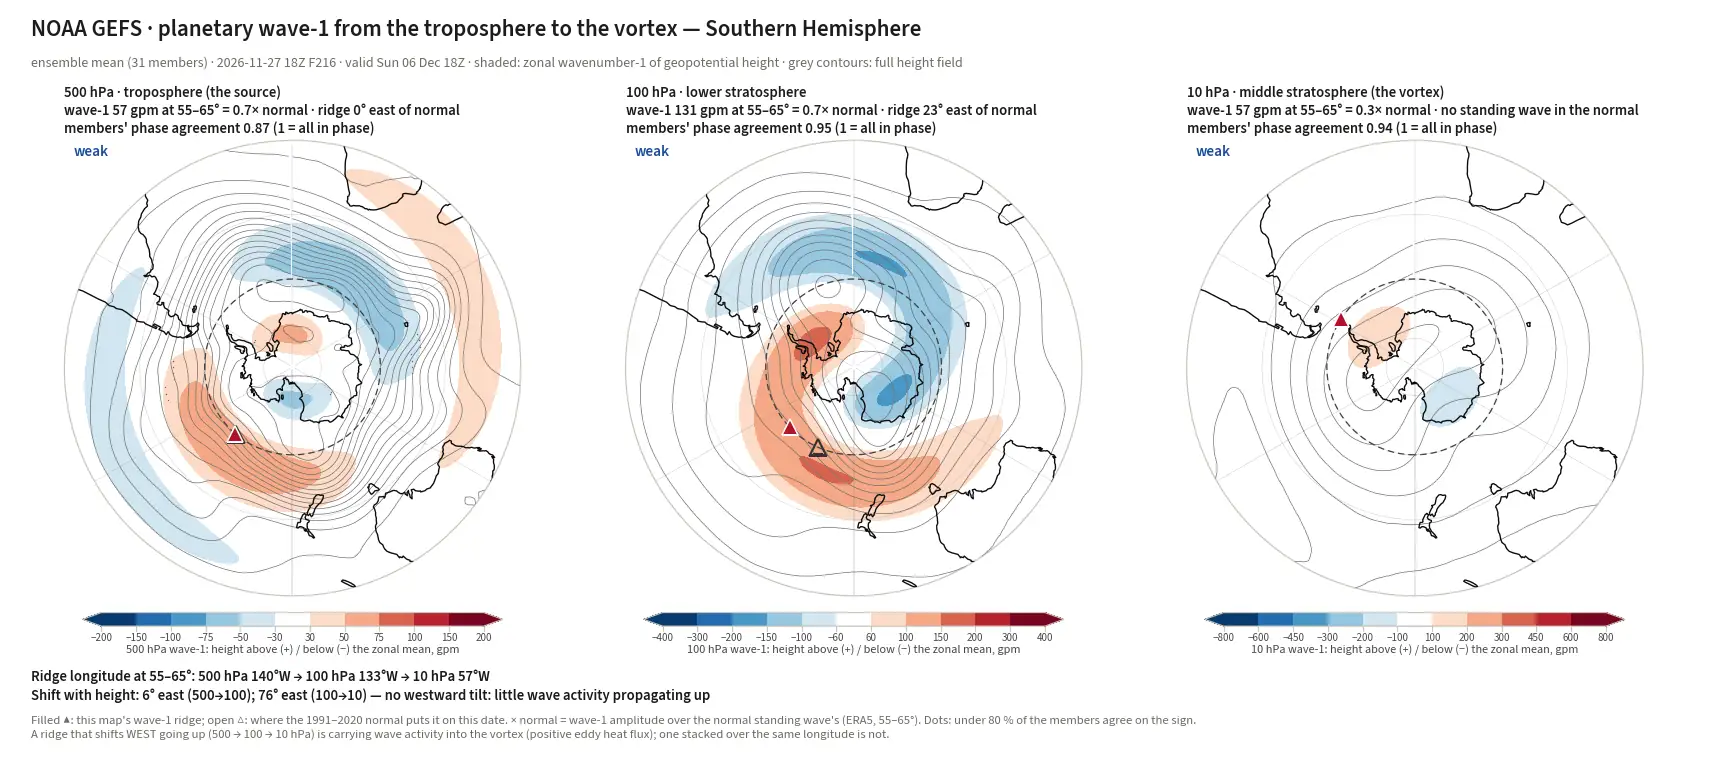 NOAA GEFS · planetary wave-1 from the troposphere to the vortex — Southern Hemisphere
ensemble mean (31 members) · 2026-11-27 18Z F216 · valid Sun 06 Dec 18Z · shaded: zonal wavenumber-1 of geopotential height · grey contours: full height field
500 hPa · troposphere (the source)
wave-1 57 gpm at 55–65° = 0.7× normal · ridge 0° east of normal
members' phase agreement 0.87 (1 = all in phase)
weak
100 hPa · lower stratosphere
wave-1 131 gpm at 55–65° = 0.7× normal · ridge 23° east of normal
members' phase agreement 0.95 (1 = all in phase)
weak
10 hPa · middle stratosphere (the vortex)
wave-1 57 gpm at 55–65° = 0.3× normal · no standing wave in the normal
members' phase agreement 0.94 (1 = all in phase)
weak
−200 −150 −100 −75 −50 −30 30 50 75 100 150 200
500 hPa wave-1: height above (+) / below (−) the zonal mean, gpm
−400 −300 −200 −150 −100 −60 60 100 150 200 300 400
100 hPa wave-1: height above (+) / below (−) the zonal mean, gpm
−800 −600 −450 −300 −200 −100 100 200 300 450 600 800
10 hPa wave-1: height above (+) / below (−) the zonal mean, gpm
Ridge longitude at 55–65°: 500 hPa 140°W → 100 hPa 133°W → 10 hPa 57°W
Shift with height: 6° east (500→100); 76° east (100→10) — no westward tilt: little wave activity propagating up
Filled ▲: this map's wave-1 ridge; open △: where the 1991–2020 normal puts it on this date. × normal = wave-1 amplitude over the normal standing wave's (ERA5, 55–65°). Dots: under 80 % of the members agree on the sign.
A ridge that shifts WEST going up (500 → 100 → 10 hPa) is carrying wave activity into the vortex (positive eddy heat flux); one stacked over the same longitude is not.